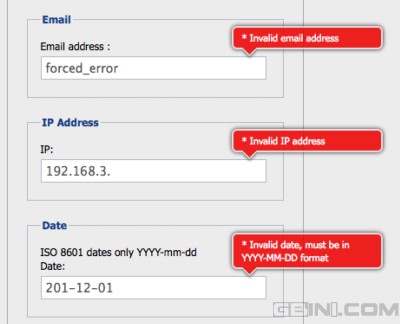 Email
* Invalid email address
Email address :
forced_error
IP Address
* Invalid IP address
IP:
192.168.3.
Date
* Invalid date, must be in
YYYY-MM-DD format
ISO 8601 dates only YYYY-mm-dd
Date:
201-12-01
GBIN1.COM